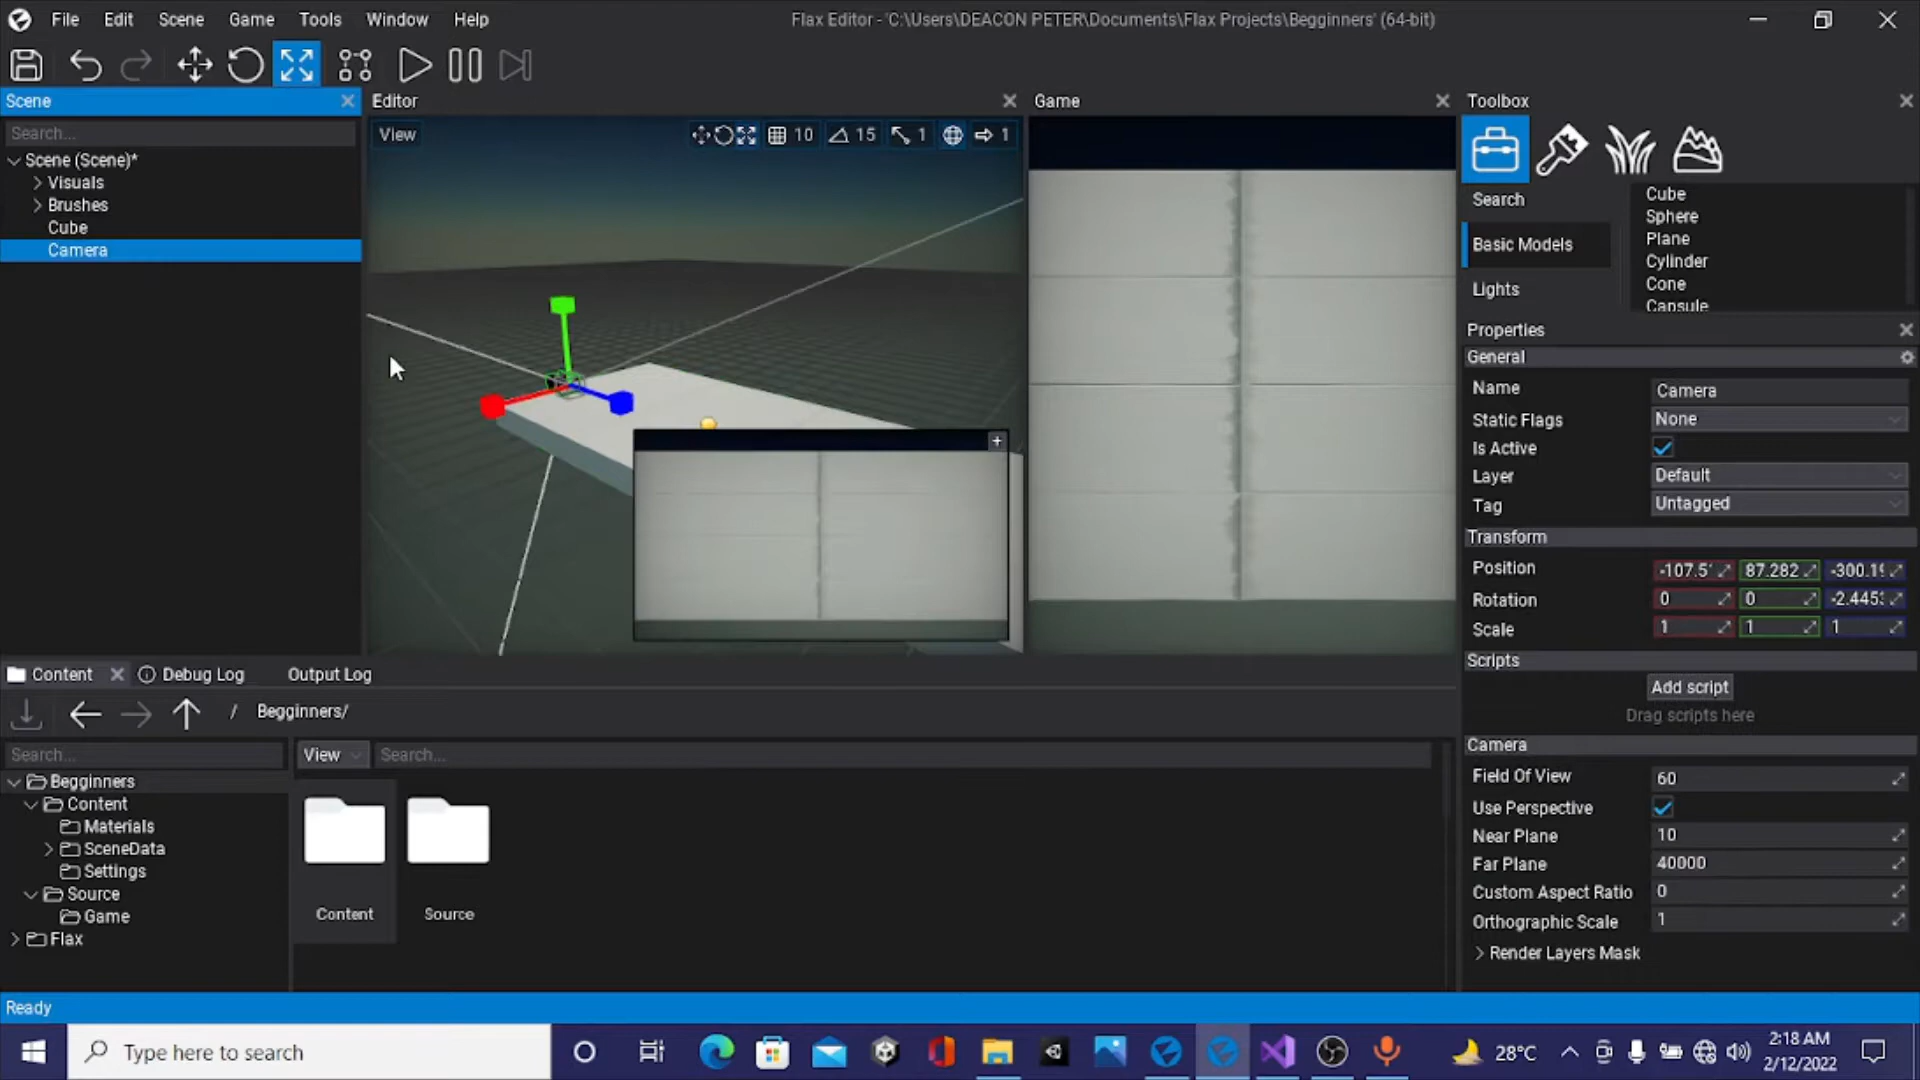 File Edit Scene Game Tools Window Help
Flax Editor - 'C:\Users\DEACON PETER\Documents\Flax Projects\Begginners' (64-bit)
Scene
Search...
Scene (Scene)*
Visuals
Brushes
Cube
Camera
Editor
View
10 15 1 1
Game
Toolbox
Search
Basic Models
Lights
Cube
Sphere
Plane
Cylinder
Cone
Capsule
Properties
General
Name Camera
Static Flags None
Is Active
Layer Default
Tag Untagged
Transform
Position -107.5 87.282 -300.19
Rotation 0 0 -2.445
Scale 1 1 1
Scripts
Add script
Drag scripts here
Camera
Field Of View 60
Use Perspective
Near Plane 10
Far Plane 40000
Custom Aspect Ratio 0
Orthographic Scale 1
Render Layers Mask
Content Debug Log Output Log
/ Begginners/
Search...
View Search...
Begginners
Content
Materials
SceneData
Settings
Source
Game
Flax
Content
Source
Ready
Type here to search
28°C
2:18 AM
2/12/2022